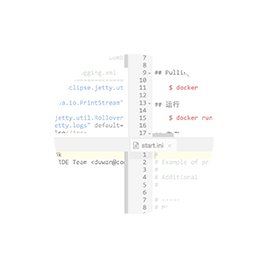 7
8
gging.xml
9 ## Pullin
10
clipse.jetty.ut
11 $ docker
12
a.io.PrintStream"
13 ## 运行
14
etty.util.Rollover
15 $ docker run
etty.logs" default=
16
17
start.ini ×
1
IDE Team <duwan@co
2 # Example of pr
3 #
4 # Additional
5 #
6
7 # -----
8 #